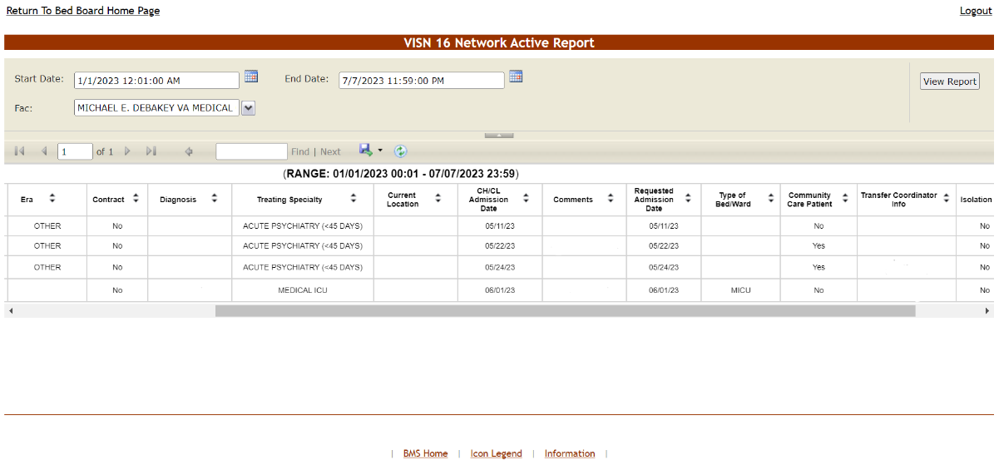 Return To Bed Board Home Page
Logout
VISN 16 Network Active Report
Start Date: 1/1/2023 12:01:00 AM End Date: 7/7/2023 11:59:00 PM
View Report
Fac: MICHAEL E. DEBAKEY VA MEDICAL
1 of 1 Find | Next
(RANGE: 01/01/2023 00:01 - 07/07/2023 23:59)
Era Contract Diagnosis Treating Specialty Current Location CH/CL Admission Date Comments Requested Admission Date Type of Bed/Ward Community Care Patient Transfer Coordinator Info Isolation
OTHER No ACUTE PSYCHIATRY (<45 DAYS) 05/11/23 05/11/23 No No
OTHER No ACUTE PSYCHIATRY (<45 DAYS) 05/22/23 05/22/23 Yes No
OTHER No ACUTE PSYCHIATRY (<45 DAYS) 05/24/23 05/24/23 Yes No
No MEDICAL ICU 06/01/23 06/01/23 MICU No No
| BMS Home | Icon Legend | Information |